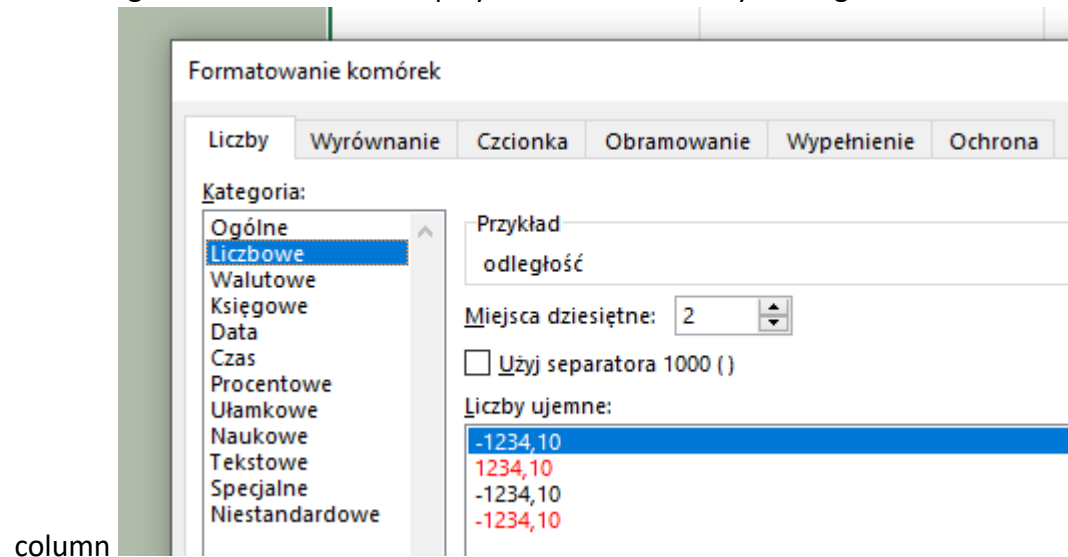 Formatowanie komórek
Liczby Wyrównanie Czcionka Obramowanie Wypełnienie Ochrona
Kategoria:
Ogólne
Liczbowe
Walutowe
Księgowe
Data
Czas
Procentowe
Ułamkowe
Naukowe
Tekstowe
Specjalne
Niestandardowe
Przykład
odległość
Miejsca dziesiętne: 2
Użyj separatora 1000 ( )
Liczby ujemne:
-1234,10
1234,10
-1234,10
-1234,10
column